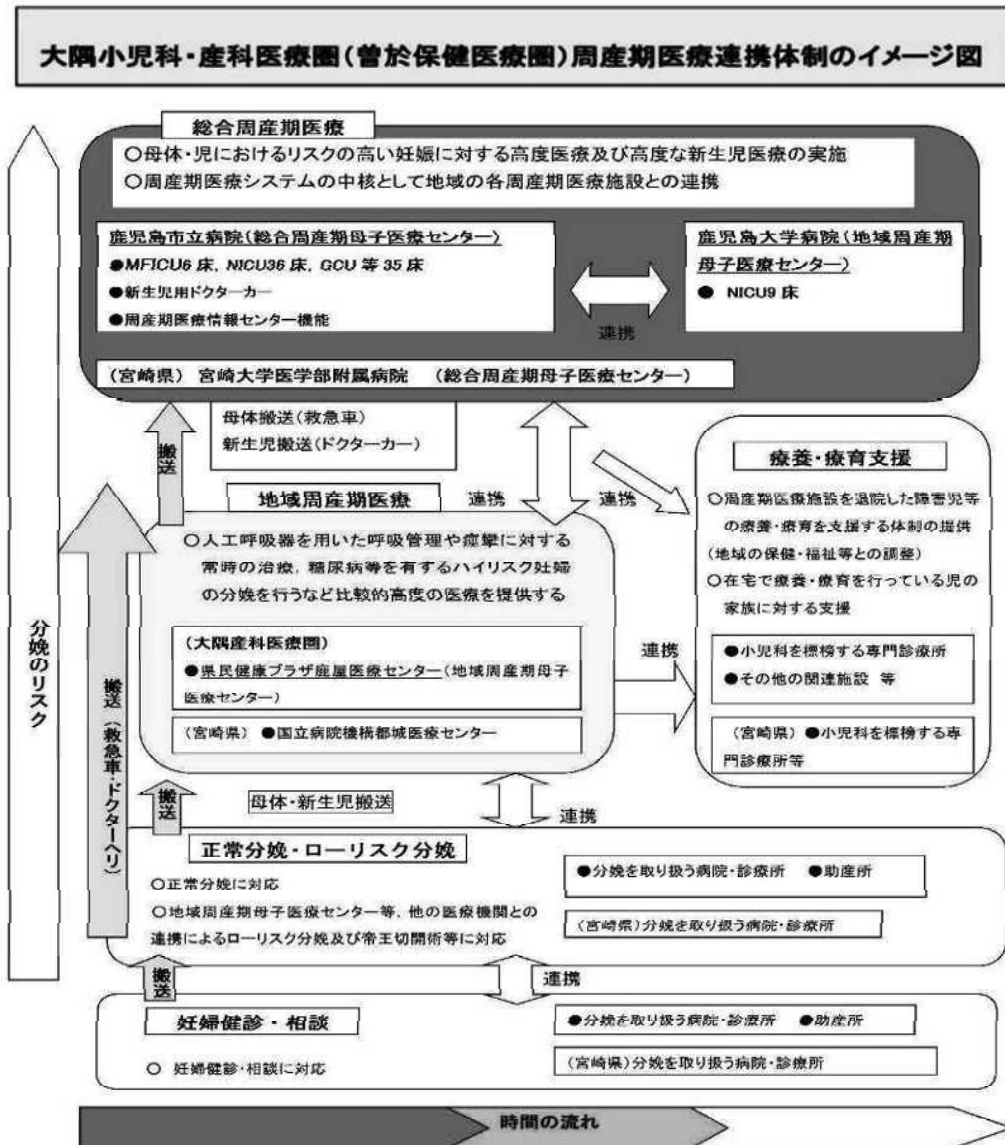 大隅小児科・産科医療圏(曽於保健医療圏)周産期医療連携体制のイメージ図
総合周産期医療
○母体・児におけるリスクの高い妊娠に対する高度医療及び高度な新生児医療の実施
○周産期医療システムの中核として地域の各周産期医療施設との連携
鹿児島市立病院(総合周産期母子医療センター)
●MFICU6床, NICU36床, GCU等35床
●新生児用ドクターカー
●周産期医療情報センター機能
連携
鹿児島大学病院(地域周産期
母子医療センター)
● NICU9床
(宮崎県) 宮崎大学医学部附属病院 (総合周産期母子医療センター)
搬送
母体搬送(救急車)
新生児搬送(ドクターカー)
連携
連携
地域周産期医療
○人工呼吸器を用いた呼吸管理や痙攣に対する
常時の治療, 糖尿病等を有するハイリスク妊婦
の分娩を行うなど比較的高度の医療を提供する
(大隅産科医療圏)
●県民健康プラザ鹿屋医療センター(地域周産期母子
医療センター)
(宮崎県) ●国立病院機構都城医療センター
連携
療養・療育支援
○周産期医療施設を退院した障害児等
の療養・療育を支援する体制の提供
(地域の保健・福祉等との調整)
○在宅で療養・療育を行っている児の
家族に対する支援
●小児科を標榜する専門診療所
●その他の関連施設 等
(宮崎県) ●小児科を標榜する専
門診療所等
分娩のリスク
搬送(救急車・ドクターヘリ)
搬送
母体・新生児搬送
連携
正常分娩・ローリスク分娩
○正常分娩に対応
○地域周産期母子医療センター等, 他の医療機関との
連携によるローリスク分娩及び帝王切開術等に対応
●分娩を取り扱う病院・診療所 ●助産所
(宮崎県)分娩を取り扱う病院・診療所
搬送
連携
妊婦健診・相談
○ 妊婦健診・相談に対応
●分娩を取り扱う病院・診療所 ●助産所
(宮崎県)分娩を取り扱う病院・診療所
時間の流れ